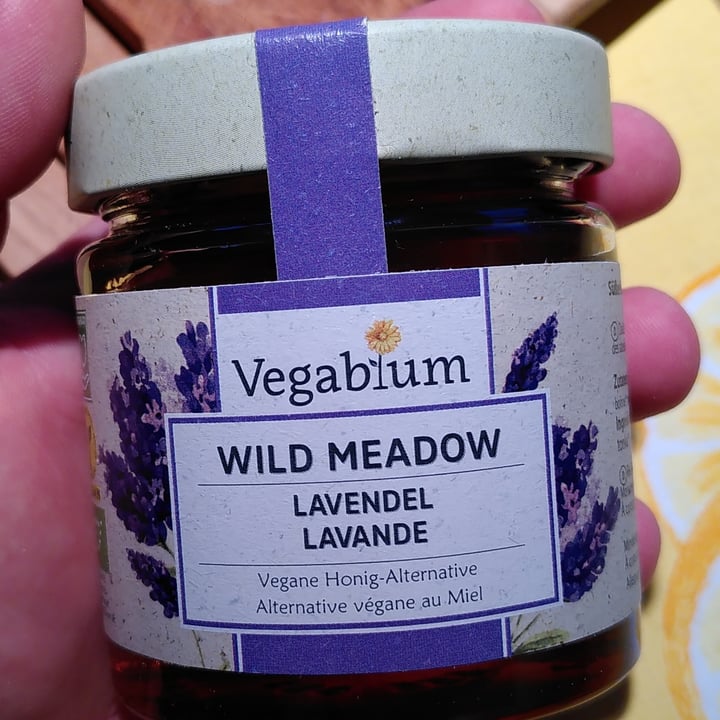 Vegablum
WILD MEADOW
LAVENDEL
LAVANDE
Vegane Honig-Alternative
Alternative végane au Miel